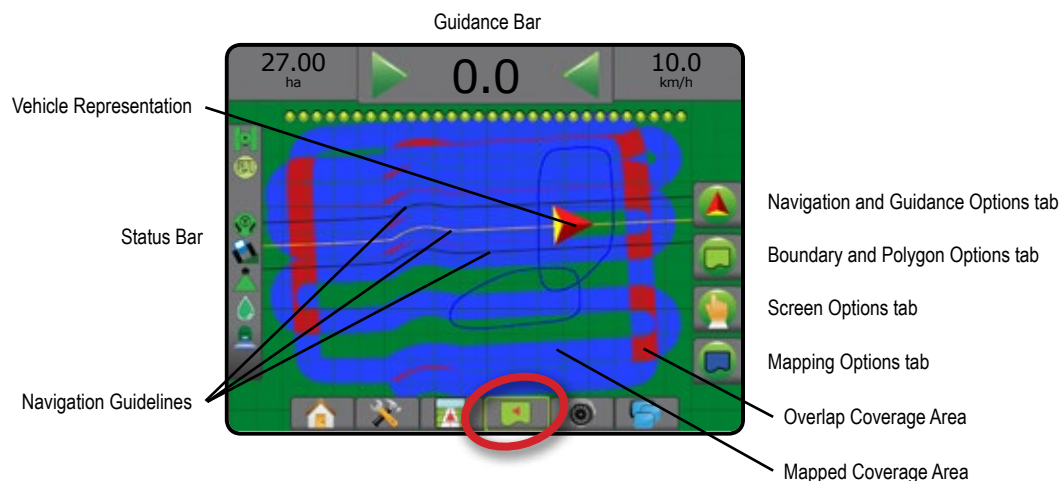 Guidance Bar
27.00
ha
0.0
10.0
km/h
Vehicle Representation
Status Bar
Navigation Guidelines
Navigation and Guidance Options tab
Boundary and Polygon Options tab
Screen Options tab
Mapping Options tab
Overlap Coverage Area
Mapped Coverage Area